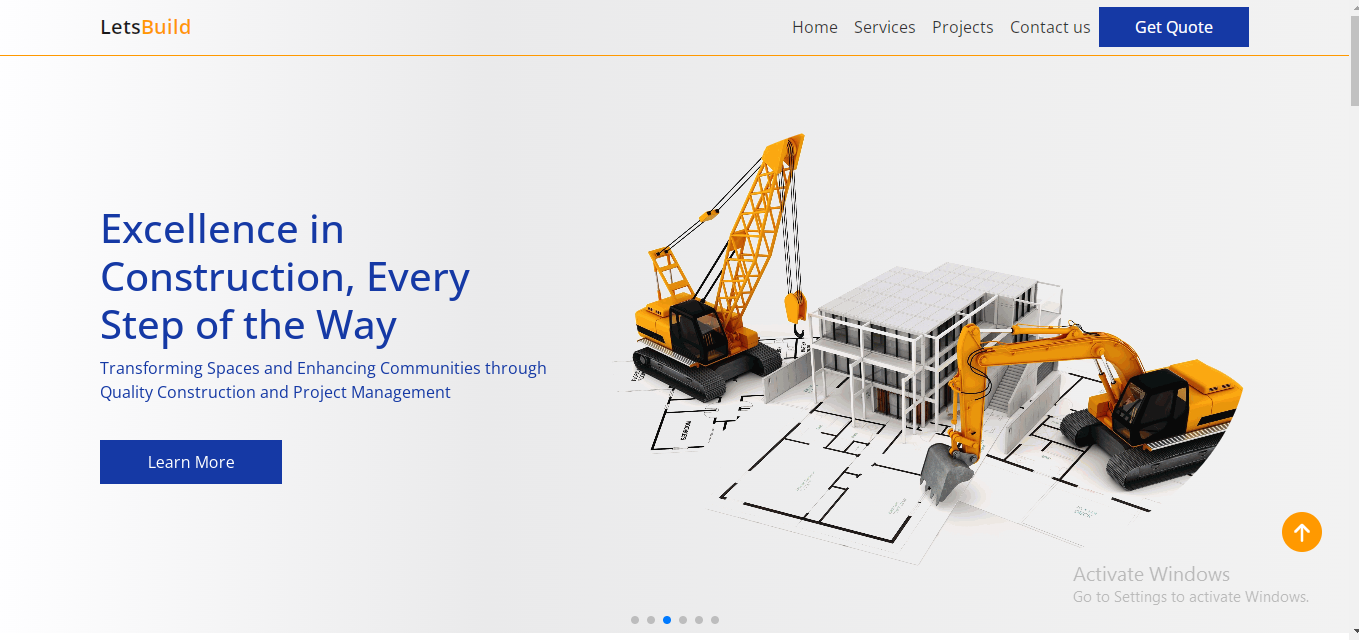 LetsBuild
Home Services Projects Contact us Get Quote
Excellence in
Construction, Every
Step of the Way
Transforming Spaces and Enhancing Communities through
Quality Construction and Project Management
Learn More
Activate Windows
Go to Settings to activate Windows.